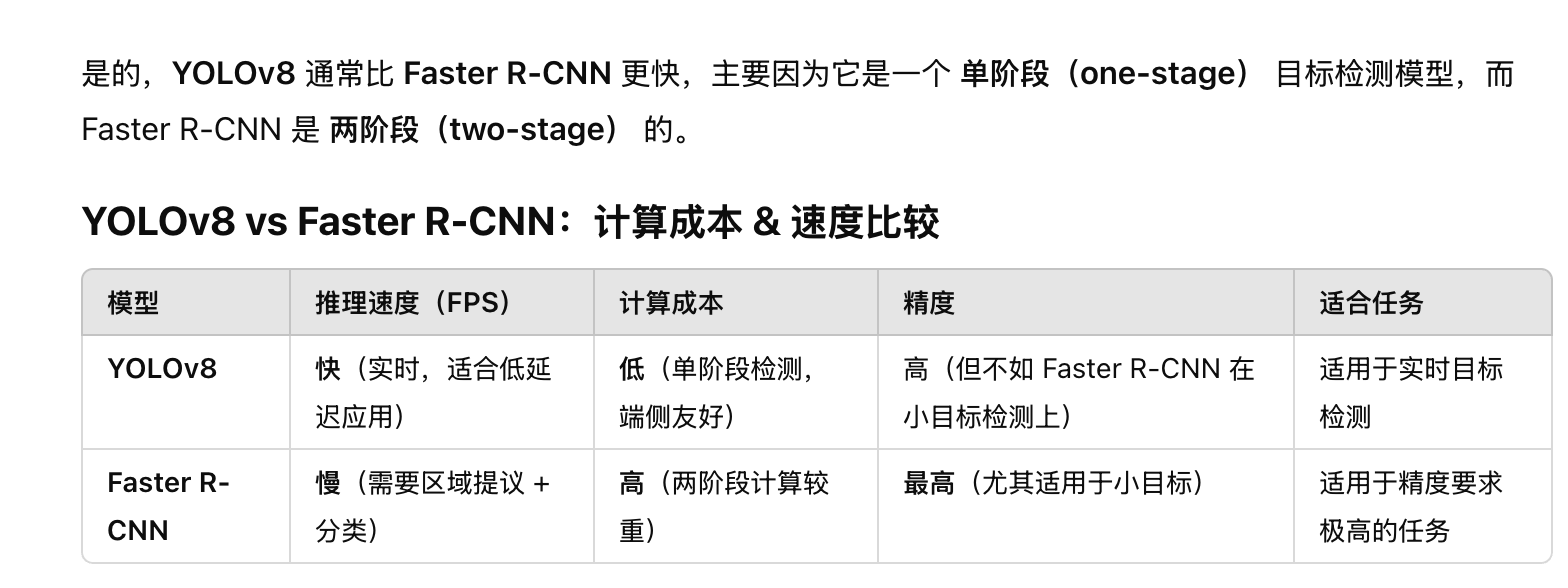 是的，YOLOv8 通常比 Faster R-CNN 更快，主要因为它是一个 单阶段（one-stage） 目标检测模型，而
Faster R-CNN 是 两阶段（two-stage） 的。
YOLOv8 vs Faster R-CNN：计算成本 & 速度比较
模型 推理速度（FPS） 计算成本 精度 适合任务
YOLOv8 快（实时，适合低延 低（单阶段检测， 高（但不如 Faster R-CNN 在 适用于实时目标
迟应用） 端侧友好） 小目标检测上） 检测
Faster R- 慢（需要区域提议 + 高（两阶段计算较 最高（尤其适用于小目标） 适用于精度要求
CNN 分类） 重） 极高的任务